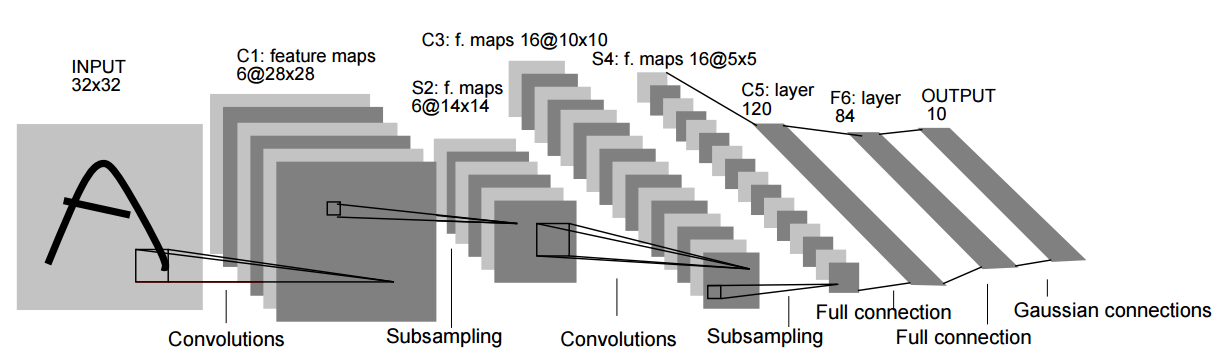 INPUT
32x32
C1: feature maps
6@28x28
S2: f. maps
6@14x14
C3: f. maps 16@10x10
S4: f. maps 16@5x5
C5: layer
120
F6: layer
84
OUTPUT
10
Convolutions
Subsampling
Convolutions
Subsampling
Full connection
Full connection
Gaussian connections